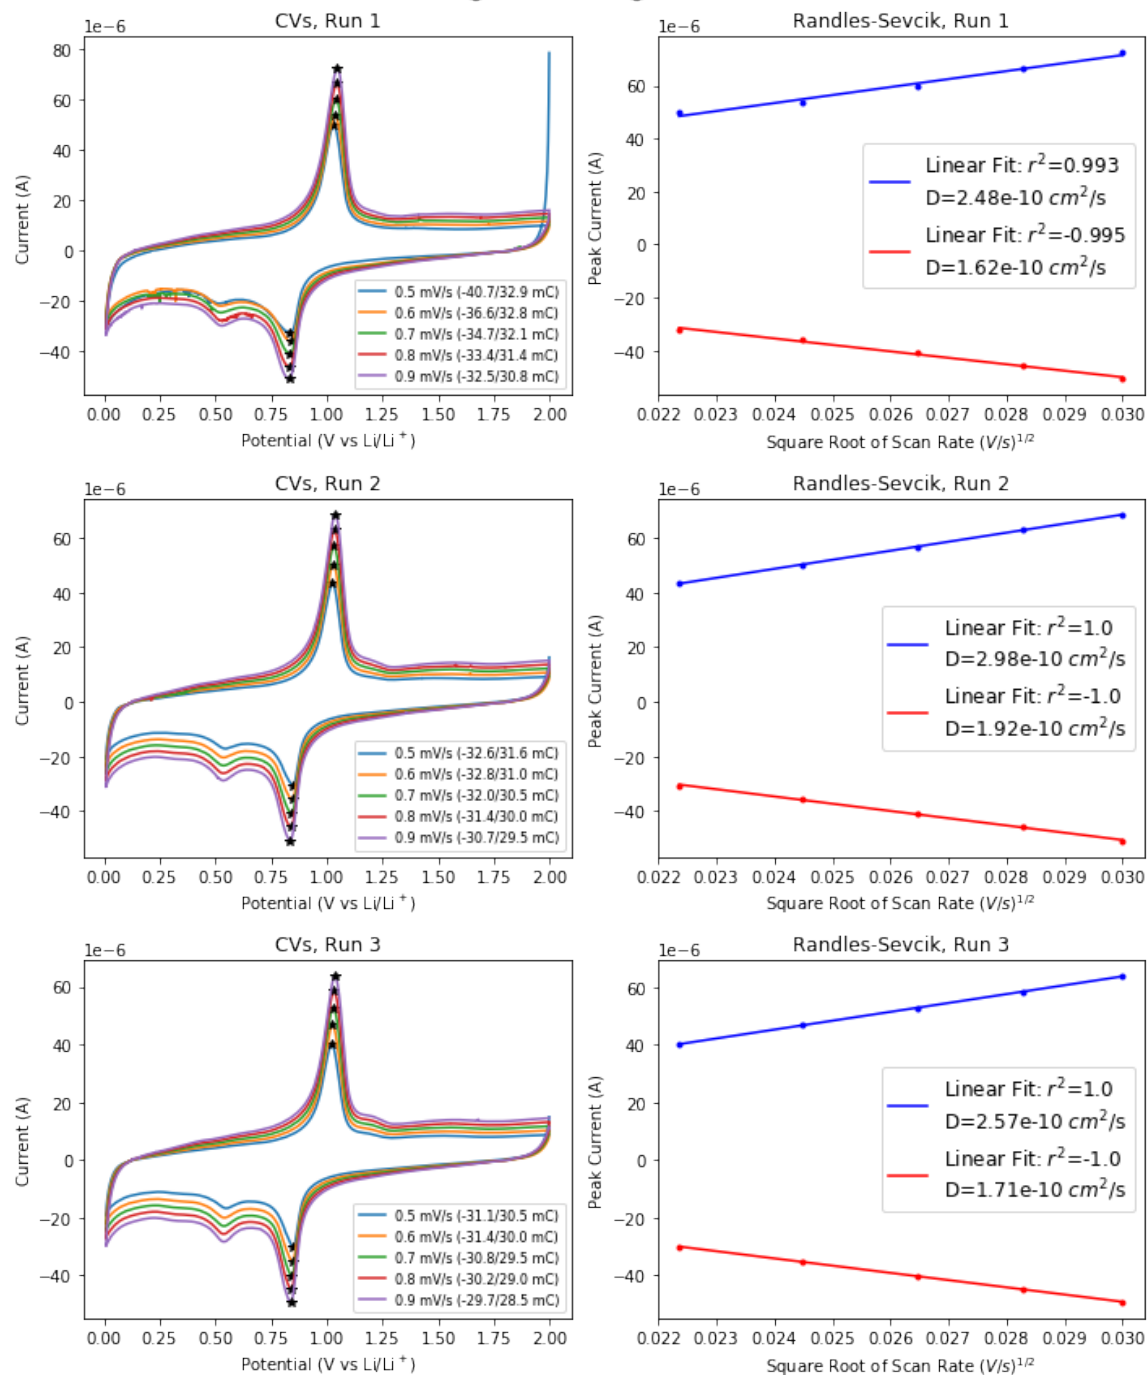 CVs, Run 1
1e−6
80
60
40
20
0
−20
−40
Current (A)
0.5 mV/s (-40.7/32.9 mC)
0.6 mV/s (-36.6/32.8 mC)
0.7 mV/s (-34.7/32.1 mC)
0.8 mV/s (-33.4/31.4 mC)
0.9 mV/s (-32.5/30.8 mC)
0.00 0.25 0.50 0.75 1.00 1.25 1.50 1.75 2.00
Potential (V vs Li/Li⁺)
Randles-Sevcik, Run 1
1e−6
60
40
20
0
−20
−40
Peak Current (A)
Linear Fit: r²=0.993
D=2.48e-10 cm²/s
Linear Fit: r²=-0.995
D=1.62e-10 cm²/s
0.022 0.023 0.024 0.025 0.026 0.027 0.028 0.029 0.030
Square Root of Scan Rate (V/s)^1/2
CVs, Run 2
1e−6
60
40
20
0
−20
−40
Current (A)
0.5 mV/s (-32.6/31.6 mC)
0.6 mV/s (-32.8/31.0 mC)
0.7 mV/s (-32.0/30.5 mC)
0.8 mV/s (-31.4/30.0 mC)
0.9 mV/s (-30.7/29.5 mC)
0.00 0.25 0.50 0.75 1.00 1.25 1.50 1.75 2.00
Potential (V vs Li/Li⁺)
Randles-Sevcik, Run 2
1e−6
60
40
20
0
−20
−40
Peak Current (A)
Linear Fit: r²=1.0
D=2.98e-10 cm²/s
Linear Fit: r²=-1.0
D=1.92e-10 cm²/s
0.022 0.023 0.024 0.025 0.026 0.027 0.028 0.029 0.030
Square Root of Scan Rate (V/s)^1/2
CVs, Run 3
1e−6
60
40
20
0
−20
−40
Current (A)
0.5 mV/s (-31.1/30.5 mC)
0.6 mV/s (-31.4/30.0 mC)
0.7 mV/s (-30.8/29.5 mC)
0.8 mV/s (-30.2/29.0 mC)
0.9 mV/s (-29.7/28.5 mC)
0.00 0.25 0.50 0.75 1.00 1.25 1.50 1.75 2.00
Potential (V vs Li/Li⁺)
Randles-Sevcik, Run 3
1e−6
60
40
20
0
−20
−40
Peak Current (A)
Linear Fit: r²=1.0
D=2.57e-10 cm²/s
Linear Fit: r²=-1.0
D=1.71e-10 cm²/s
0.022 0.023 0.024 0.025 0.026 0.027 0.028 0.029 0.030
Square Root of Scan Rate (V/s)^1/2